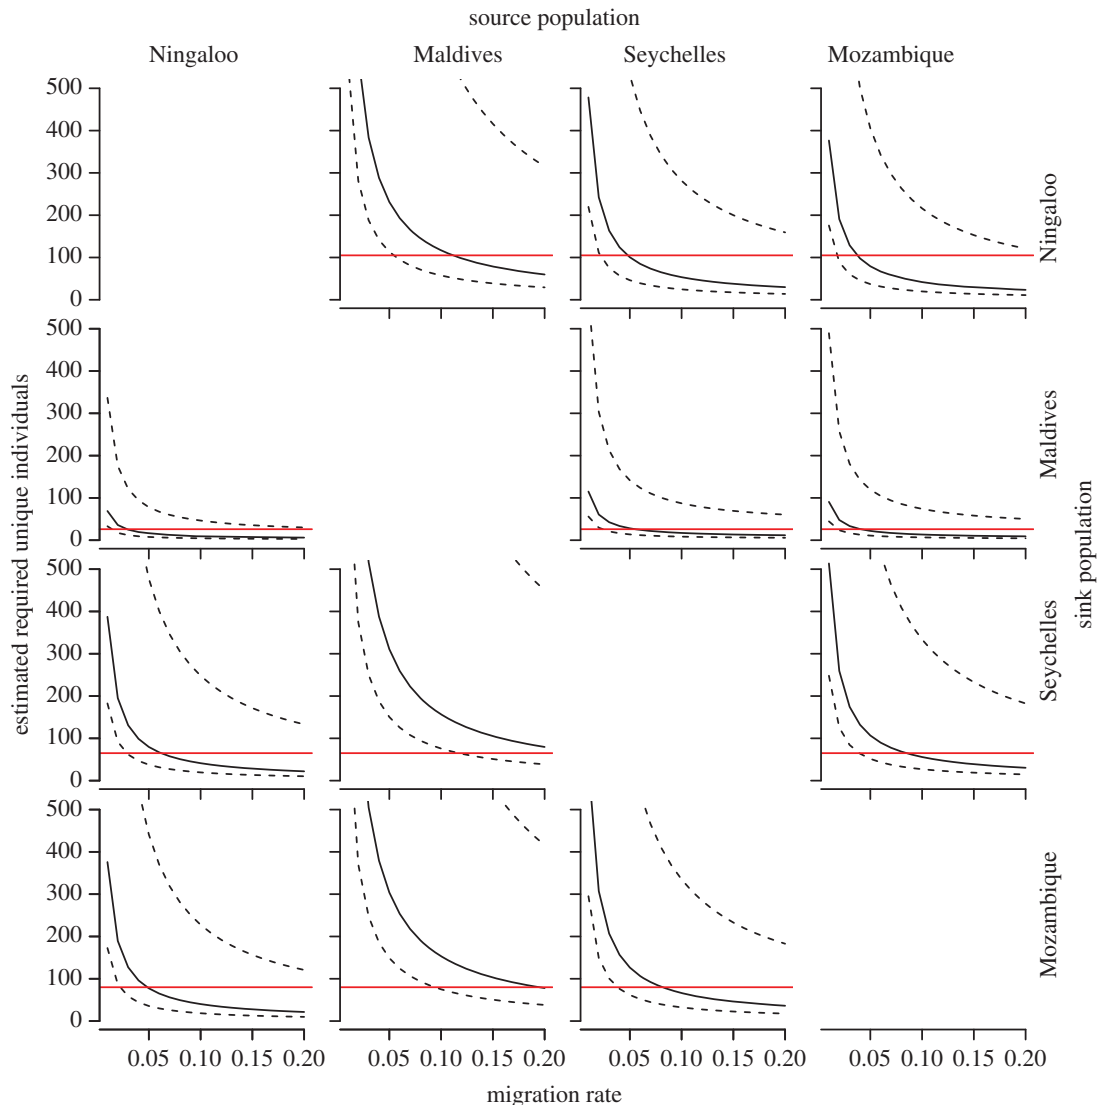 source population
Ningaloo Maldives Seychelles Mozambique
500
400
300
200
100
0
Ningaloo
500
400
300
200
100
0
Maldives
500
400
300
200
100
0
Seychelles
500
400
300
200
100
0
Mozambique
estimated required unique individuals
sink population
0.05 0.10 0.15 0.20 0.05 0.10 0.15 0.20 0.05 0.10 0.15 0.20 0.05 0.10 0.15 0.20
migration rate